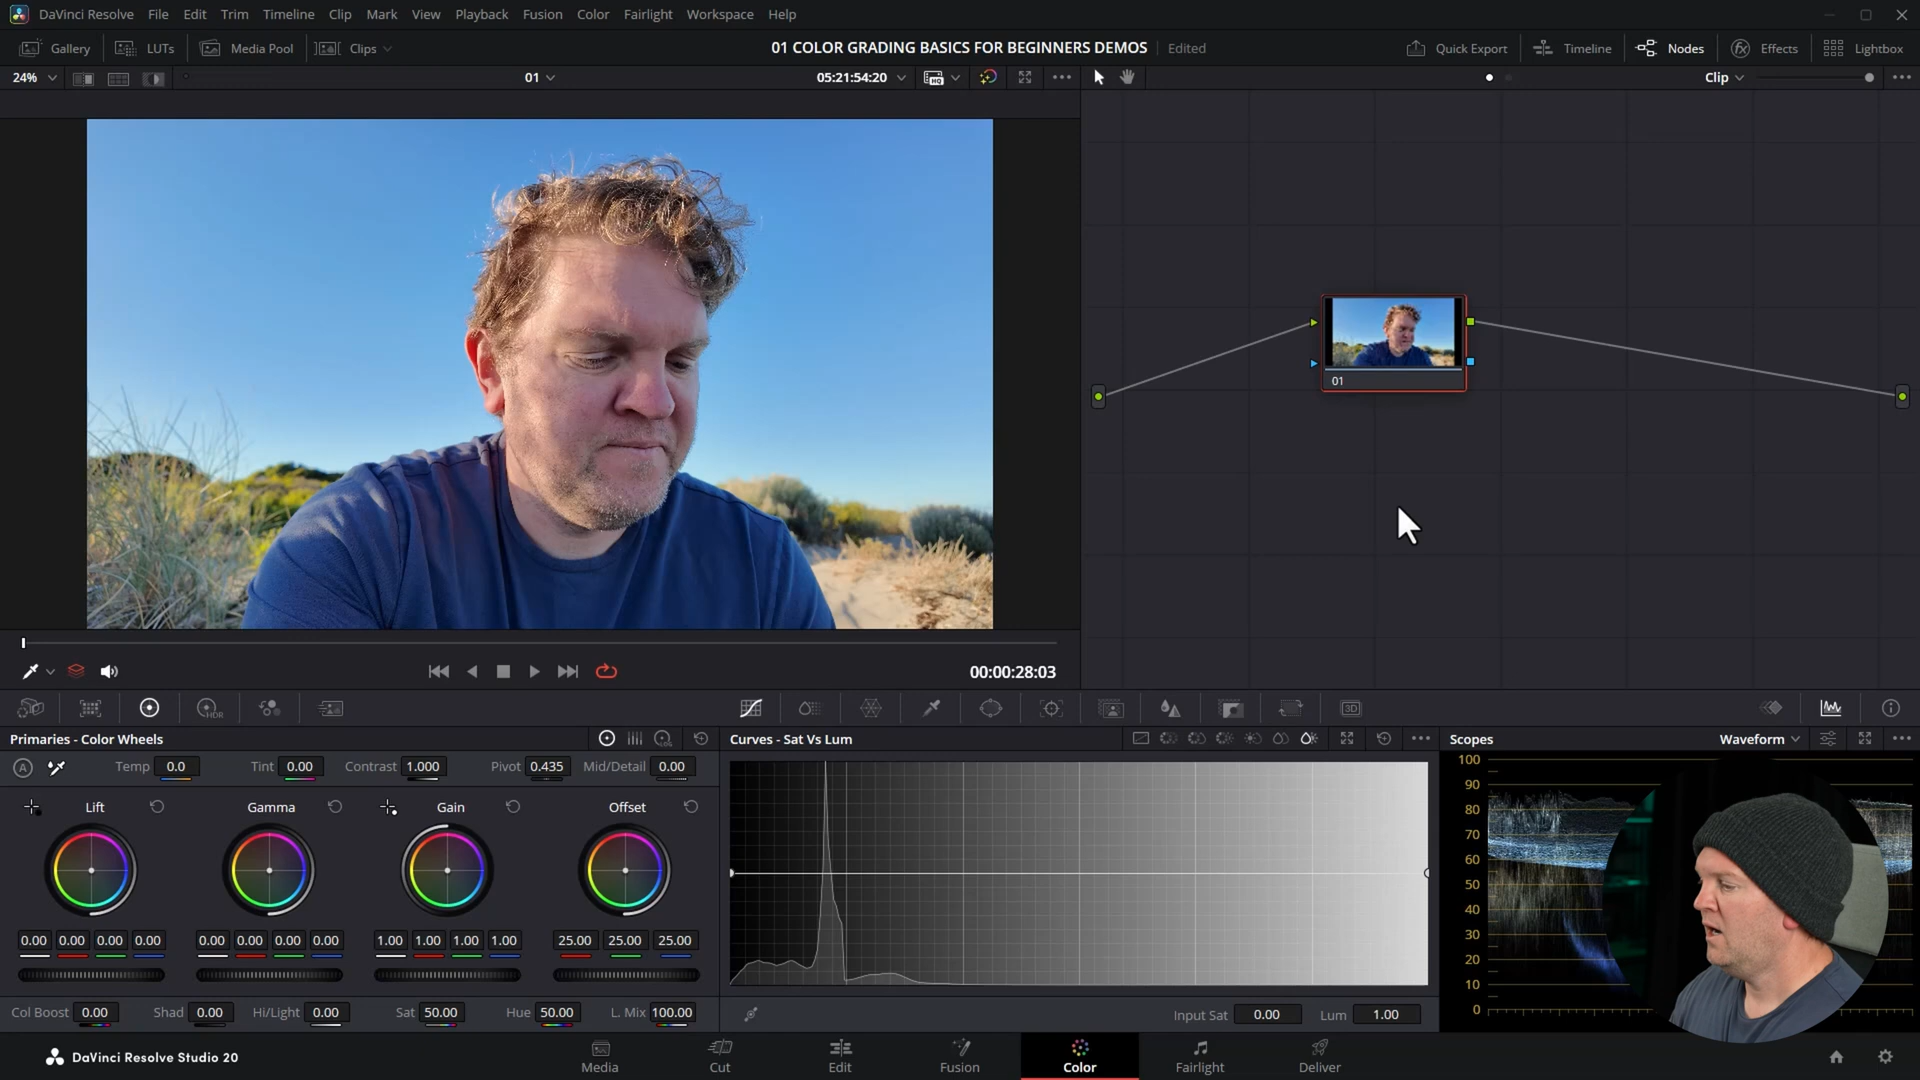 DaVinci Resolve File Edit Trim Timeline Clip Mark View Playback Fusion Color Fairlight Workspace Help
Gallery LUTs Media Pool Clips 01 COLOR GRADING BASICS FOR BEGINNERS DEMOS Edited Quick Export Timeline Nodes Effects Lightbox
24% 01 05:21:54:20 HQ Clip
01
00:00:28:03
HDR 3D
Primaries - Color Wheels Curves - Sat Vs Lum Scopes Waveform
A Temp 0.0 Tint 0.00 Contrast 1.000 Pivot 0.435 Mid/Detail 0.00
Lift Gamma Gain Offset
0.00 0.00 0.00 0.00 0.00 0.00 0.00 0.00 1.00 1.00 1.00 1.00 25.00 25.00 25.00
Col Boost 0.00 Shad 0.00 Hi/Light 0.00 Sat 50.00 Hue 50.00 L. Mix 100.00
Input Sat 0.00 Lum 1.00
100
90
80
70
60
50
40
30
20
10
0
DaVinci Resolve Studio 20 Media Cut Edit Fusion Color Fairlight Deliver